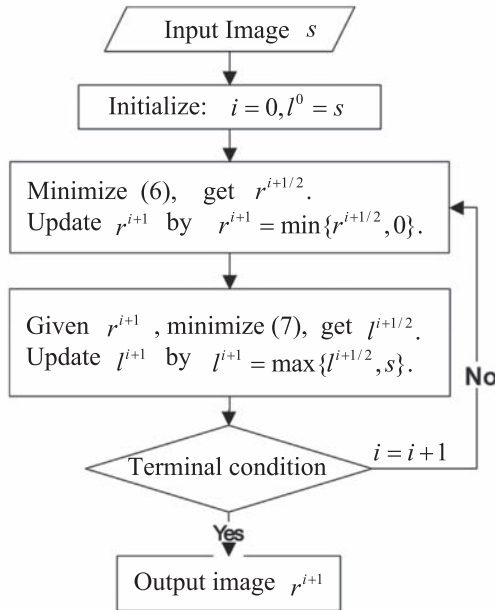 Input Image s
Initialize: i = 0, l^0 = s
Minimize (6), get r^{i+1/2}.
Update r^{i+1} by r^{i+1} = min{r^{i+1/2}, 0}.
Given r^{i+1}, minimize (7), get l^{i+1/2}.
Update l^{i+1} by l^{i+1} = max{l^{i+1/2}, s}.
No
i = i + 1
Terminal condition
Yes
Output image r^{i+1}